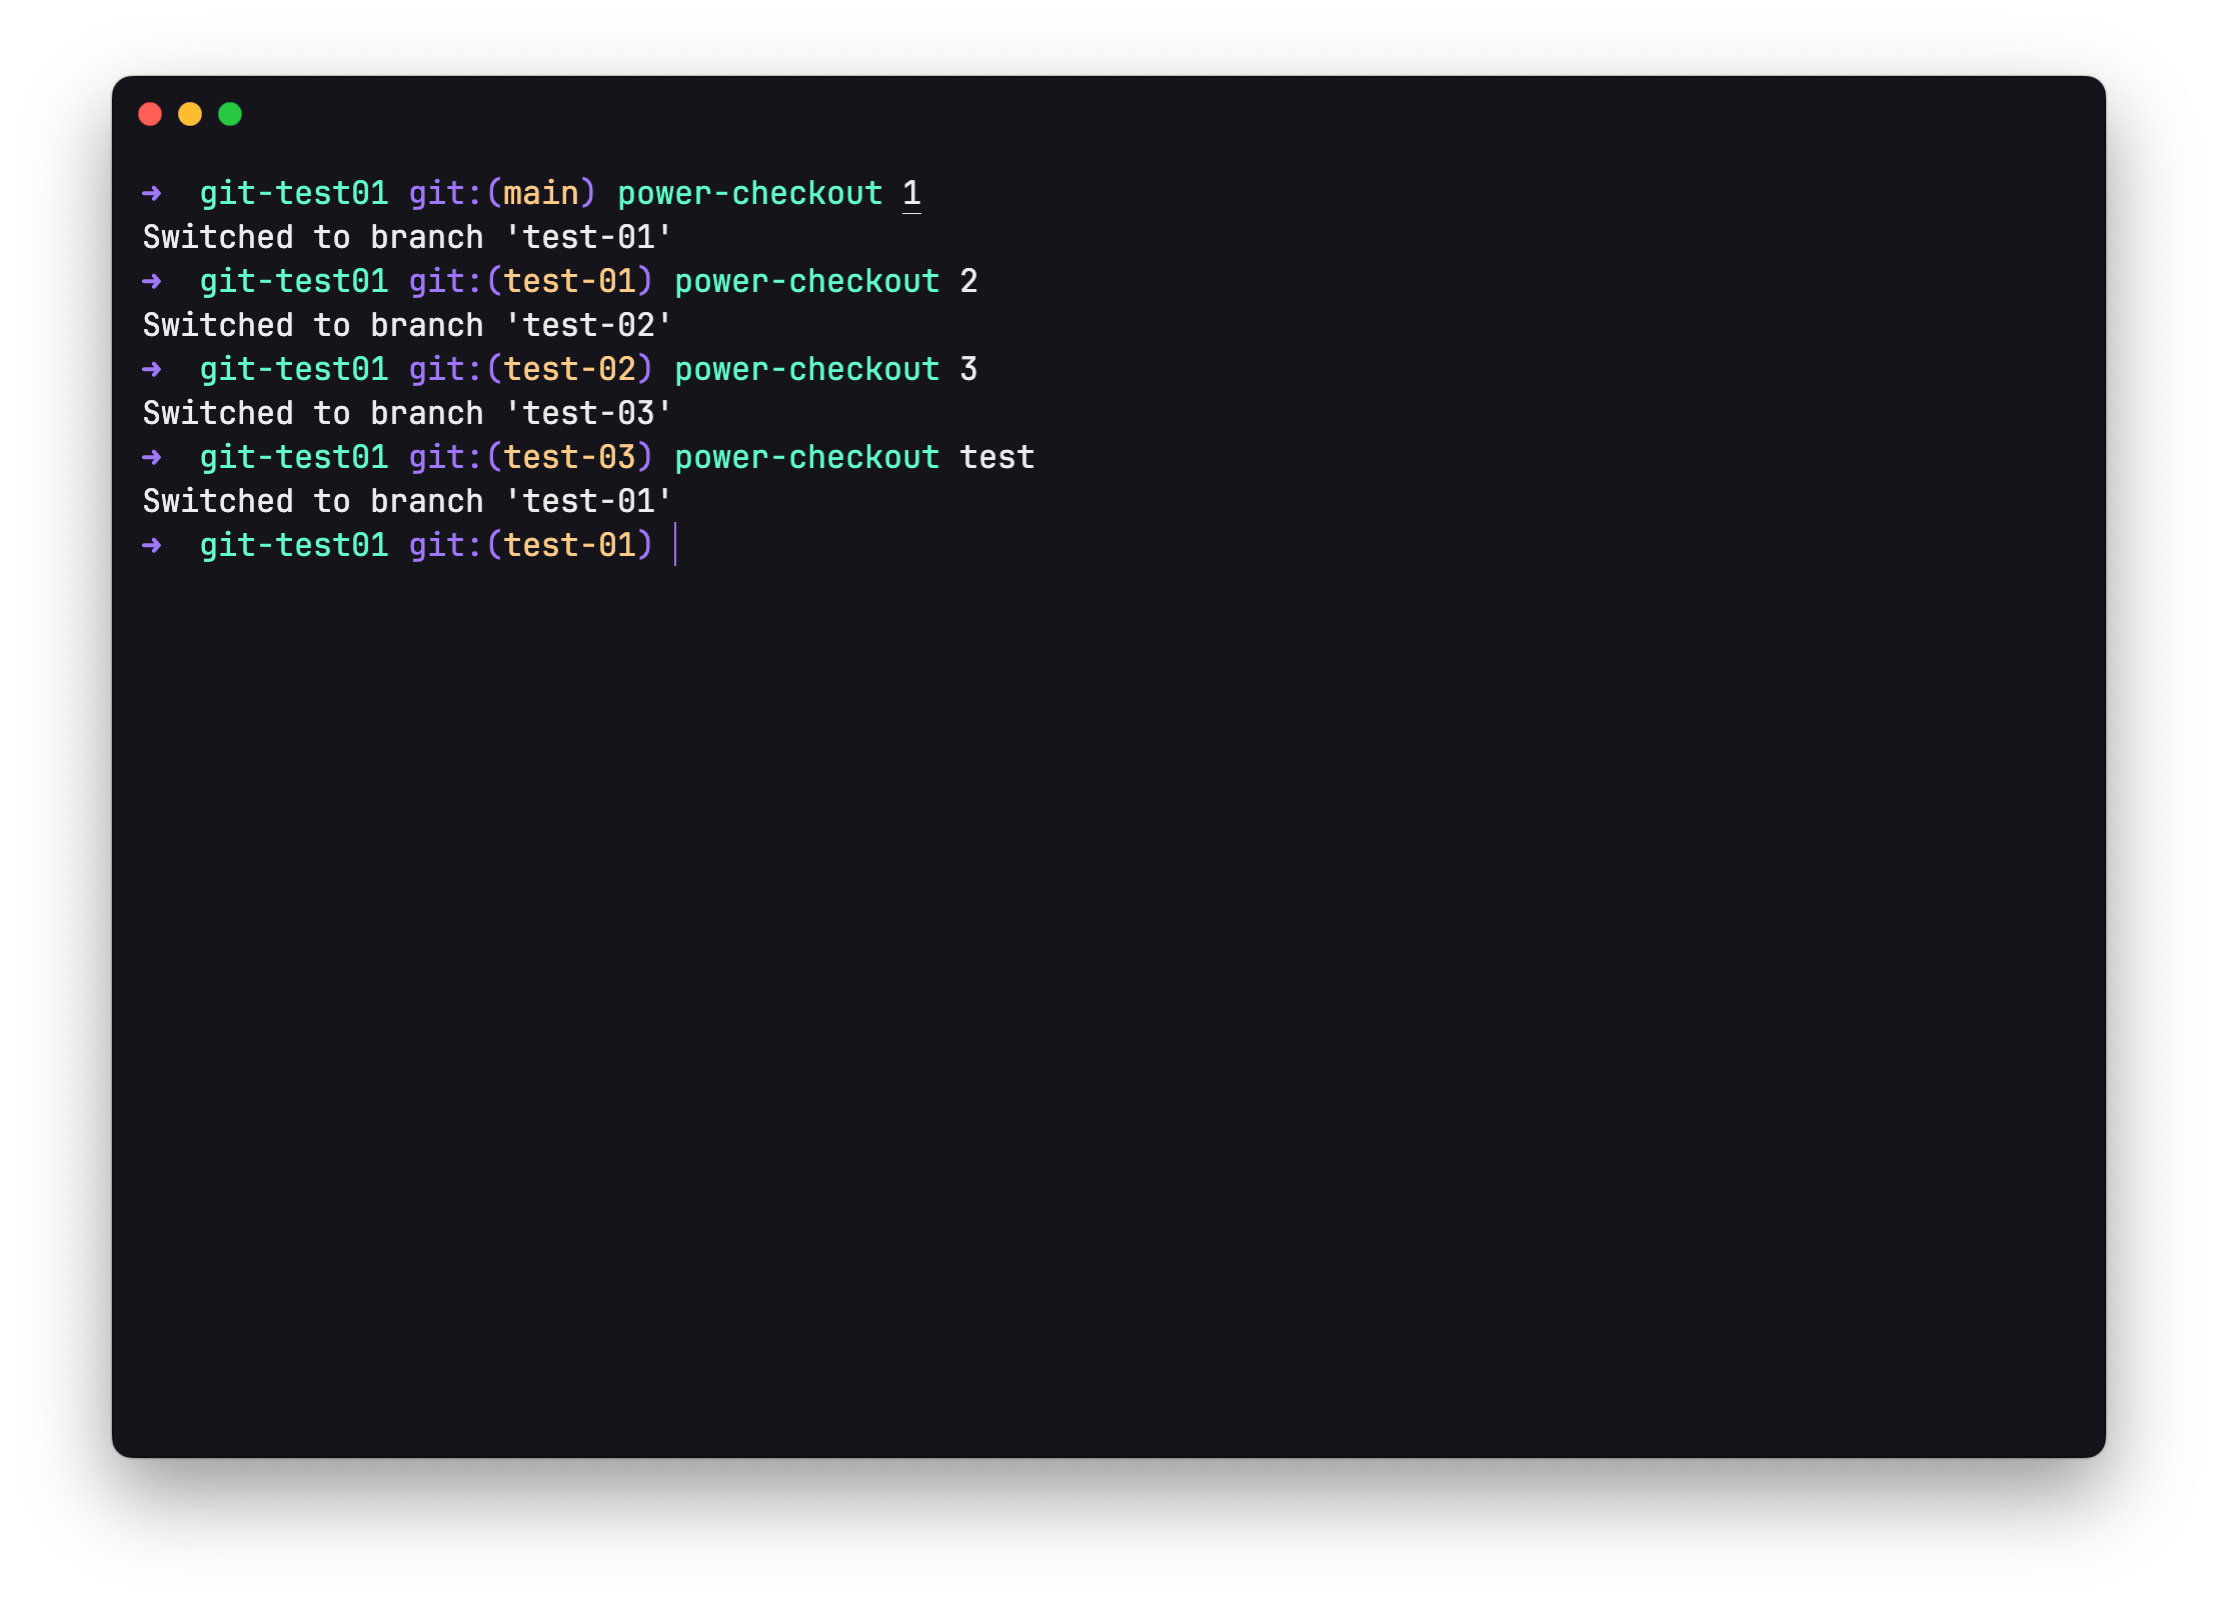 ➜  git-test01 git:(main) power-checkout 1
Switched to branch 'test-01'
➜  git-test01 git:(test-01) power-checkout 2
Switched to branch 'test-02'
➜  git-test01 git:(test-02) power-checkout 3
Switched to branch 'test-03'
➜  git-test01 git:(test-03) power-checkout test
Switched to branch 'test-01'
➜  git-test01 git:(test-01)